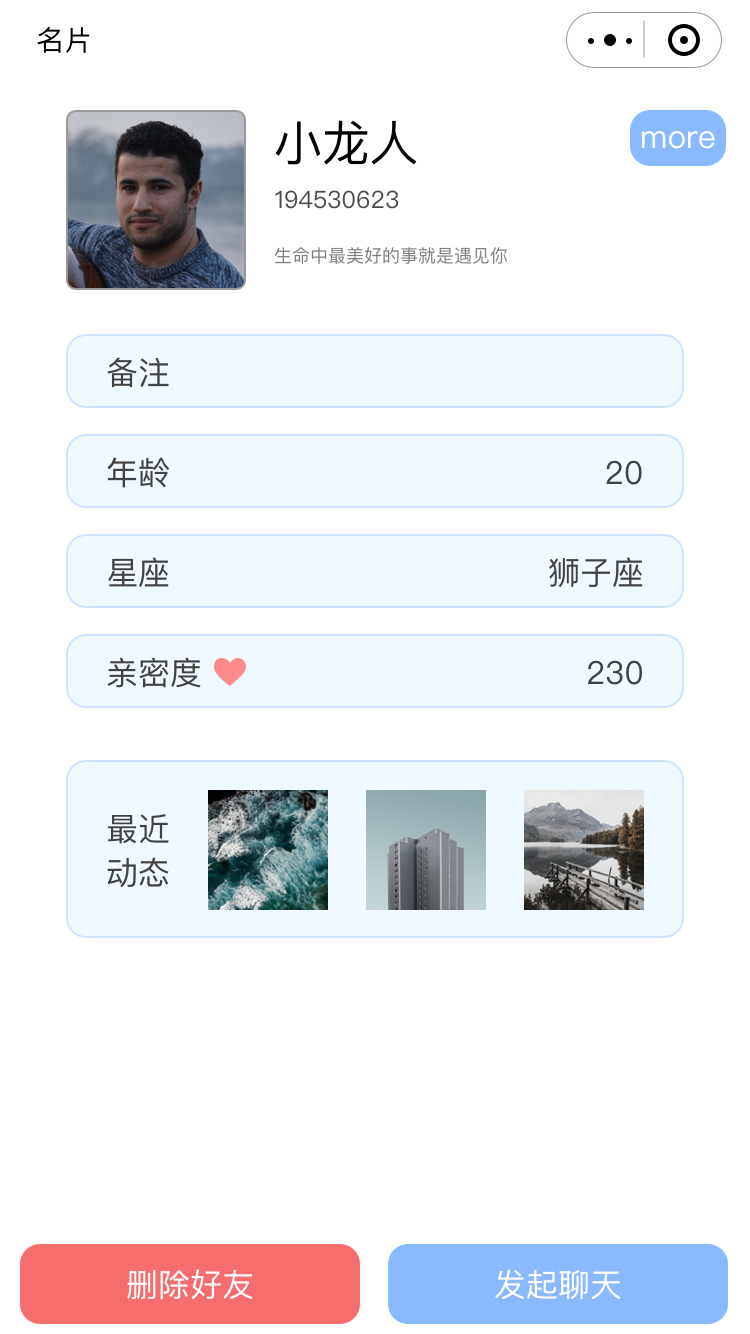 名片
小龙人
more
194530623
生命中最美好的事就是遇见你
备注
年龄 20
星座 狮子座
亲密度 230
最近
动态
删除好友 发起聊天